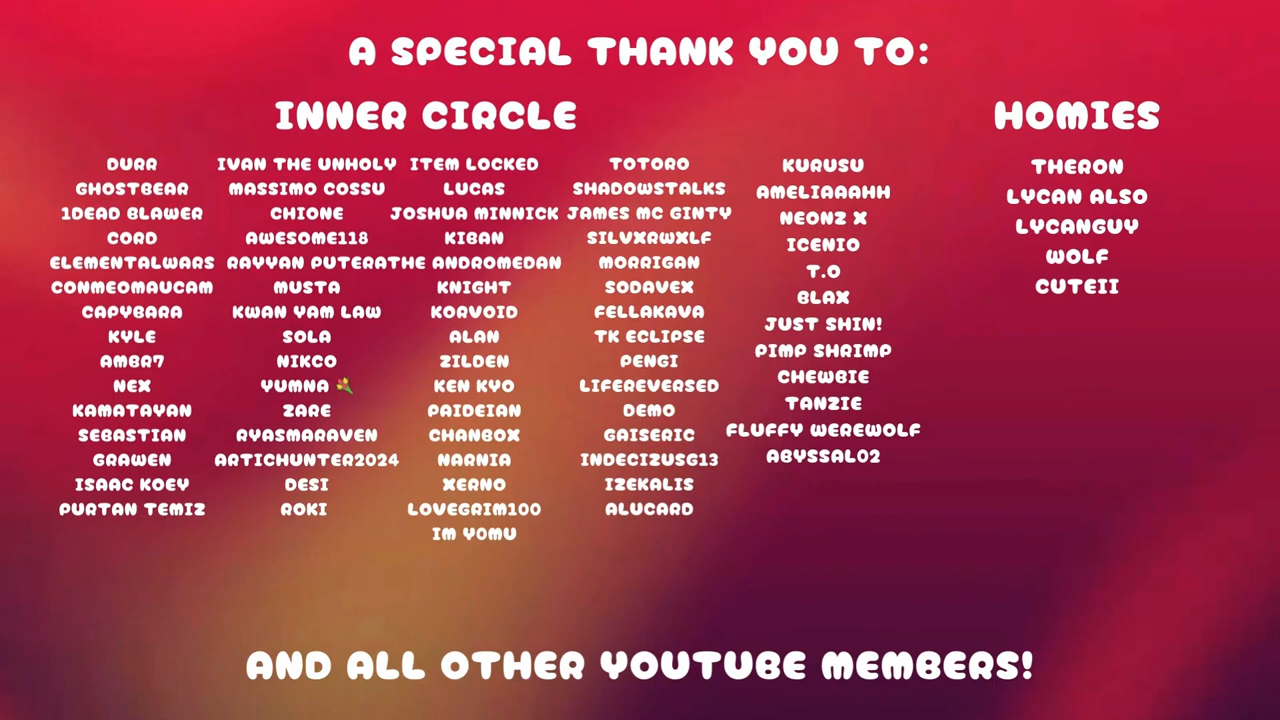 A SPECIAL THANK YOU TO:
INNER CIRCLE
DURR
GHOSTBEAR
1DEAD BLAWER
CORD
ELEMENTALWARS
CONMEOMAUCAM
CAPYBARA
KYLE
AMBR7
NEX
KAMATAYAN
SEBASTIAN
GRAWEN
ISAAC KOEY
PURTAN TEMIZ
IVAN THE UNHOLY
MASSIMO COSSU
CHIONE
AWESOME118
RAYYAN PUTERA
MUSTA
KWAN YAM LAW
SOLA
NIKCO
YUMNA 🌷
ZARE
RYASMARAVEN
ARTICHUNTER2024
DESI
ROKI
ITEM LOCKED
LUCAS
JOSHUA MINNICK
KIBAN
THE ANDROMEDAN
KNIGHT
KORVOID
ALAN
ZILDEN
KEN KYO
PAIDEIAN
CHANBOX
NARNIA
XERNO
LOVEGRIM100
IM YOMU
TOTORO
SHADOWSTALKS
JAMES MC GINTY
SILVXRWXLF
MORRIGAN
SODAVEX
FELLAKAVA
TK ECLIPSE
PENGI
LIFEREVERSED
DEMO
GAISERIC
INDECIZUSG13
IZEKALIS
ALUCARD
KURUSU
AMELIAAAHH
NEONZ X
ICENIO
T.O
BLAX
JUST SHIN!
PIMP SHRIMP
CHEWBIE
TANZIE
FLUFFY WEREWOLF
ABYSSAL02
HOMIES
THERON
LYCAN ALSO
LYCANGUY
WOLF
CUTEII
AND ALL OTHER YOUTUBE MEMBERS!